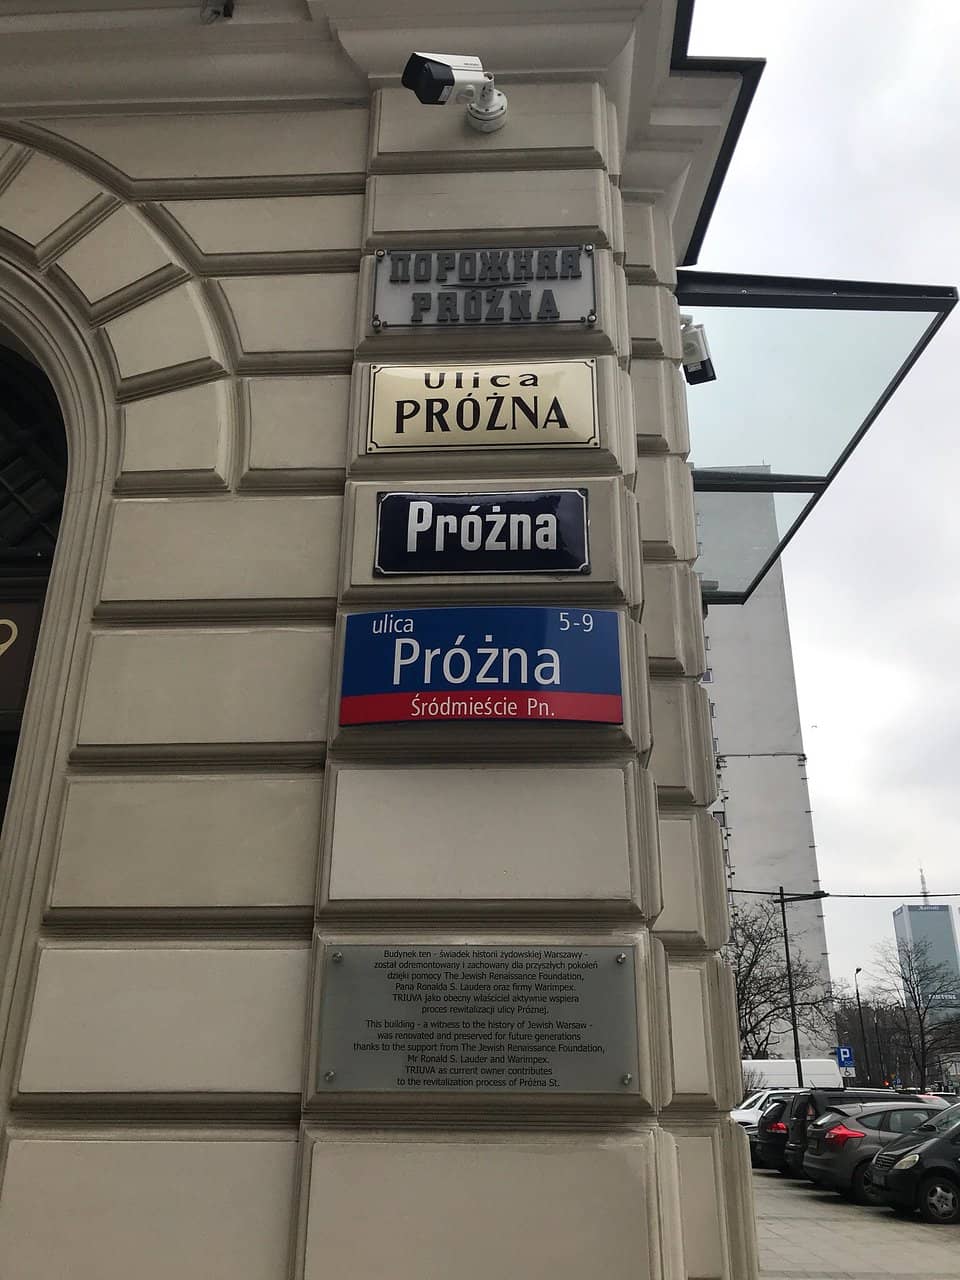 ПОРОЖНАЯ
PRÓŻNA
Ulica
PRÓŻNA
Próżna
ulica 5-9
Próżna
Śródmieście Pn.
Budynek ten - świadek historii żydowskiej Warszawy -
został odremontowany i zachowany dla przyszłych pokoleń
dzięki pomocy The Jewish Renaissance Foundation,
Pana Ronalda S. Laudera oraz firmy Warimpex.
TRIUVA jako obecny właściciel aktywnie wspiera
proces rewitalizacji ulicy Próżnej.
This building - a witness to the history of Jewish Warsaw -
was renovated and preserved for future generations
thanks to the support from The Jewish Renaissance Foundation,
Mr Ronald S. Lauder and Warimpex.
TRIUVA as current owner contributes
to the revitalization process of Próżna St.
9
P
Marriott